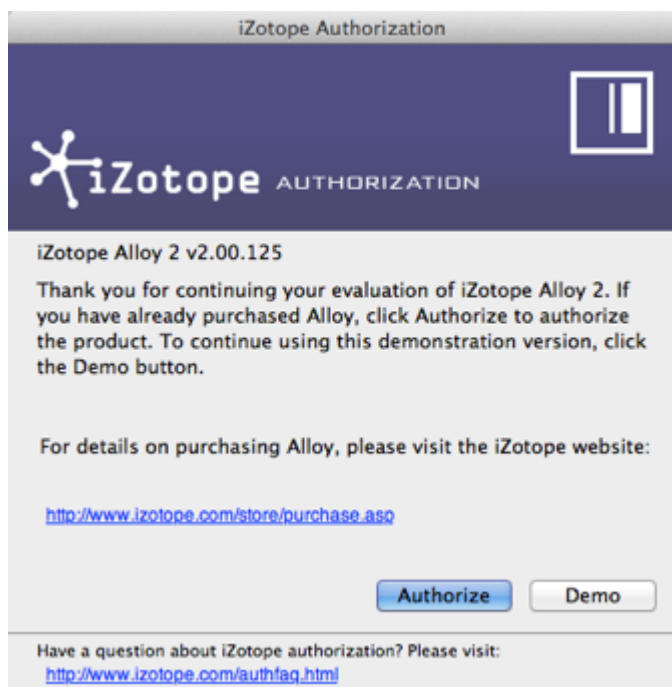 iZotope Authorization
iZotope AUTHORIZATION
iZotope Alloy 2 v2.00.125
Thank you for continuing your evaluation of iZotope Alloy 2. If
you have already purchased Alloy, click Authorize to authorize
the product. To continue using this demonstration version, click
the Demo button.
For details on purchasing Alloy, please visit the iZotope website:
http://www.izotope.com/store/purchase.asp
Authorize Demo
Have a question about iZotope authorization? Please visit:
http://www.izotope.com/authfaq.html